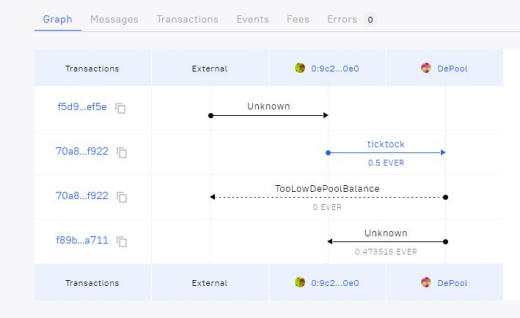 Graph Messages Transactions Events Fees Errors 0
Transactions External 0:9c2...0e0 DePool
f5d9...ef5e Unknown
70a8...f922 ticktock
0.5 EVER
70a8...f922 TooLowDePoolBalance
0 EVER
f89b...a711 Unknown
0.473518 EVER
Transactions External 0:9c2...0e0 DePool